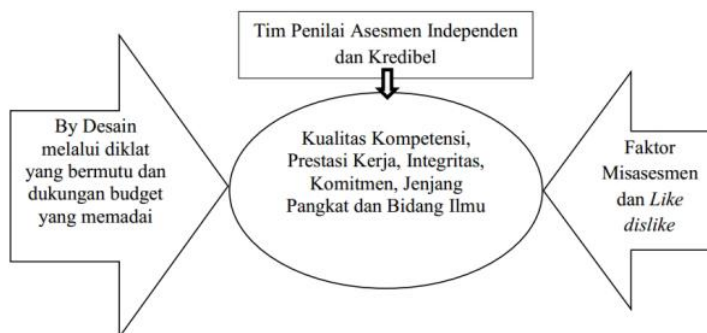 Tim Penilai Asesmen Independen
dan Kredibel
By Desain
melalui diklat
yang bermutu dan
dukungan budget
yang memadai
Kualitas Kompetensi,
Prestasi Kerja, Integritas,
Komitmen, Jenjang
Pangkat dan Bidang Ilmu
Faktor
Misasesmen
dan Like
dislike